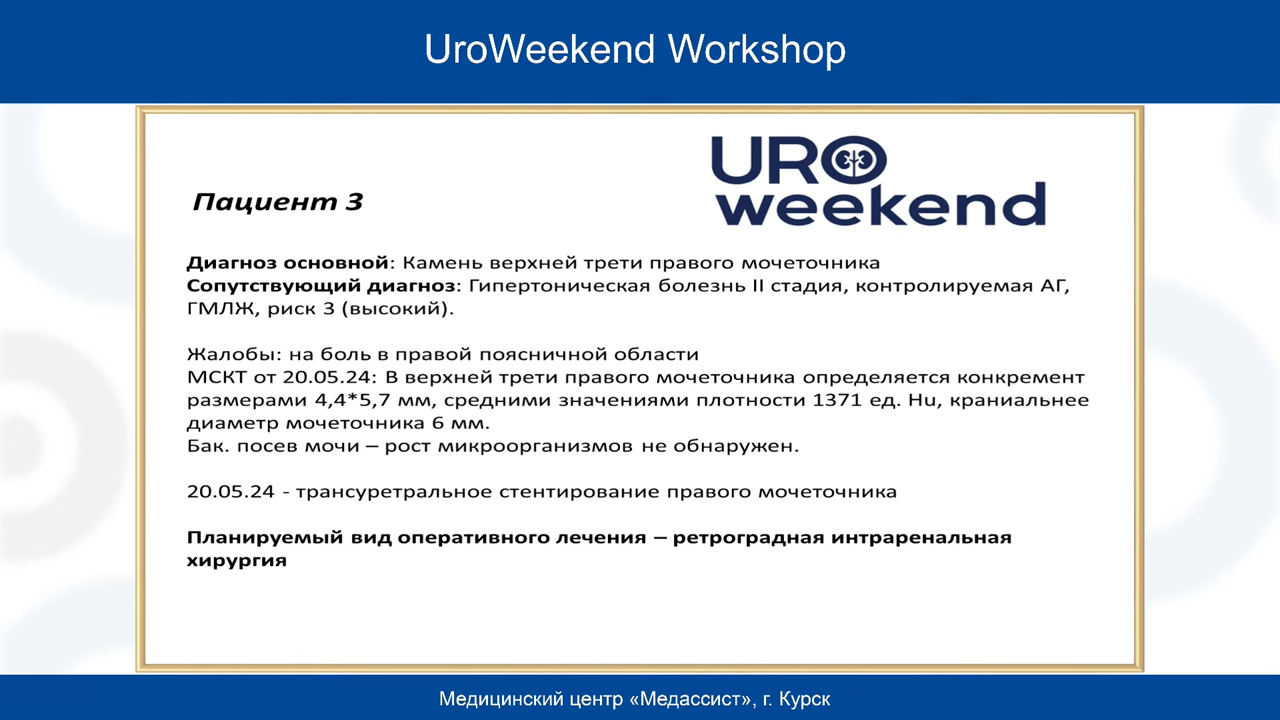 UroWeekend Workshop
URO
weekend
Пациент 3
Диагноз основной: Камень верхней трети правого мочеточника
Сопутствующий диагноз: Гипертоническая болезнь II стадия, контролируемая АГ,
ГМЛЖ, риск 3 (высокий).
Жалобы: на боль в правой поясничной области
МСКТ от 20.05.24: В верхней трети правого мочеточника определяется конкремент
размерами 4,4*5,7 мм, средними значениями плотности 1371 ед. Hu, краниальнее
диаметр мочеточника 6 мм.
Бак. посев мочи – рост микроорганизмов не обнаружен.
20.05.24 - трансуретральное стентирование правого мочеточника
Планируемый вид оперативного лечения – ретроградная интраренальная
хирургия
Медицинский центр «Медассист», г. Курск